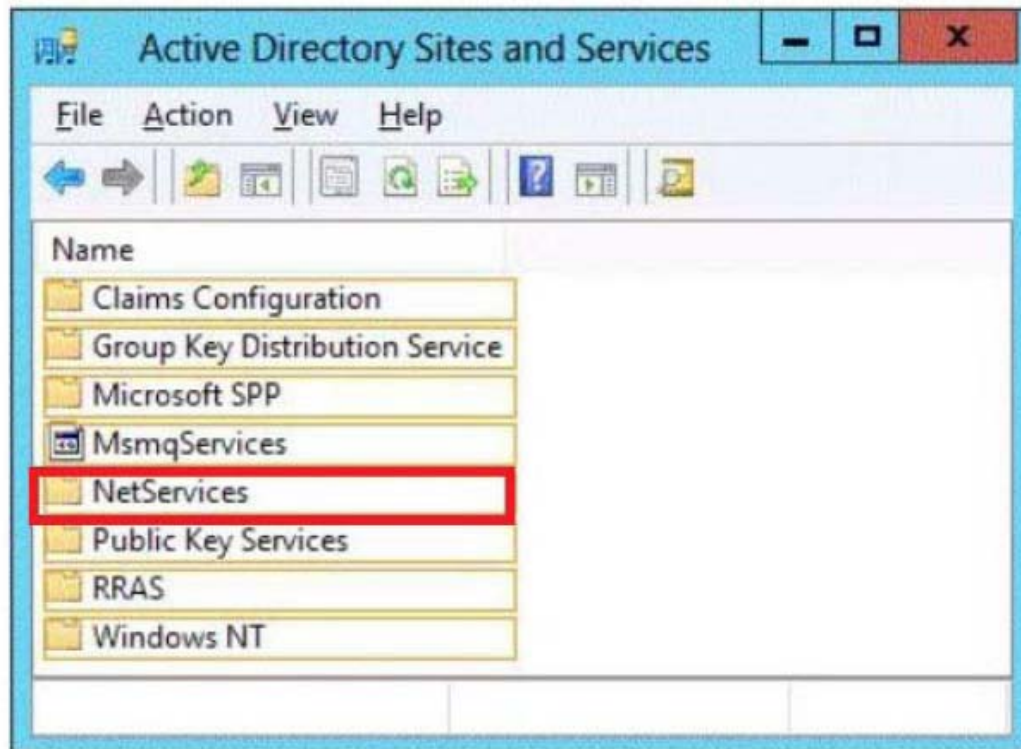 Active Directory Sites and Services
File Action View Help
Name
Claims Configuration
Group Key Distribution Service
Microsoft SPP
MsmqServices
NetServices
Public Key Services
RRAS
Windows NT